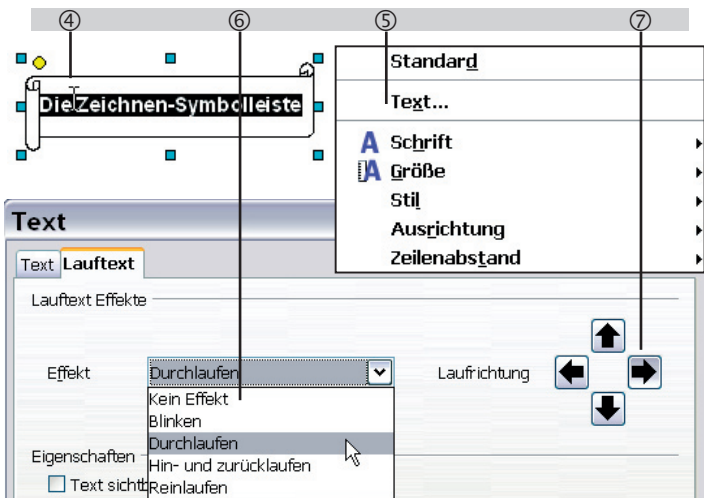 ④ ⑥ ⑤ ⑦
Die Zeichnen-Symbolleiste
Standard
Text...
Schrift
Größe
Stil
Ausrichtung
Zeilenabstand
Text
Text Lauftext
Lauftext Effekte
Effekt Durchlaufen Laufrichtung
Kein Effekt
Blinken
Durchlaufen
Hin- und zurücklaufen
Reinlaufen
Eigenschaften
Text sichtb